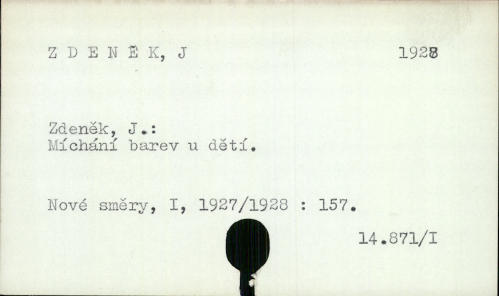 Z D E N Ě K, J 1928
Zdeněk, J.:
Míchání barev u dětí.
Nové směry, I, 1927/1928 : 157.
14.871/I